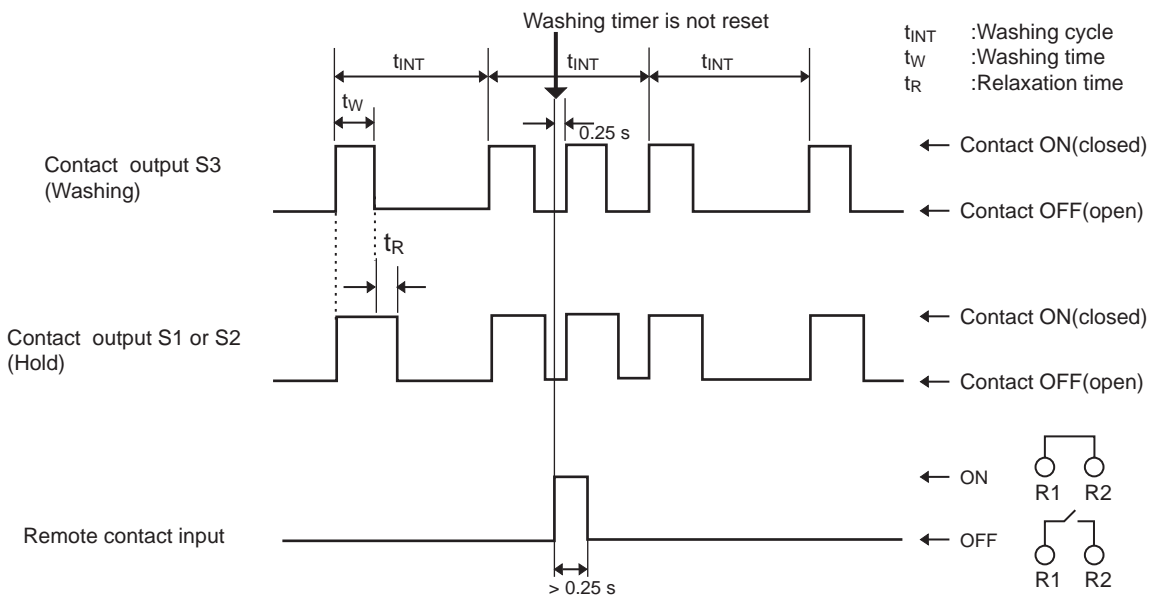 Washing timer is not reset
tINT :Washing cycle
tW :Washing time
tR :Relaxation time
tINT tINT tINT
tW
0.25 s
Contact output S3
(Washing)
Contact ON(closed)
Contact OFF(open)
tR
Contact output S1 or S2
(Hold)
Contact ON(closed)
Contact OFF(open)
ON
R1 R2
Remote contact input
OFF
R1 R2
> 0.25 s